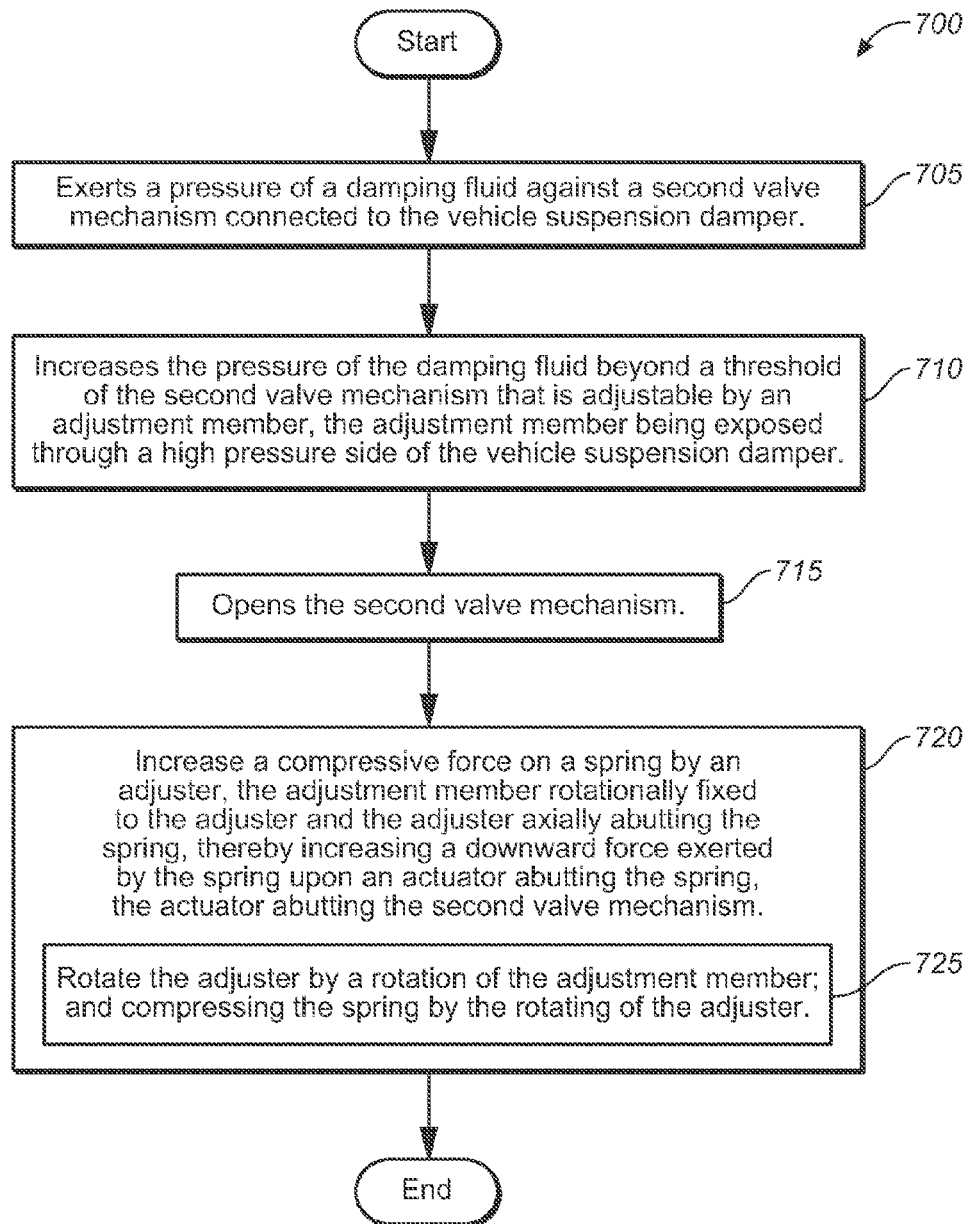 Start
700
Exerts a pressure of a damping fluid against a second valve
mechanism connected to the vehicle suspension damper.
705
Increases the pressure of the damping fluid beyond a threshold
of the second valve mechanism that is adjustable by an
adjustment member, the adjustment member being exposed
through a high pressure side of the vehicle suspension damper.
710
Opens the second valve mechanism.
715
Increase a compressive force on a spring by an
adjuster, the adjustment member rotationally fixed
to the adjuster and the adjuster axially abutting the
spring, thereby increasing a downward force exerted
by the spring upon an actuator abutting the spring,
the actuator abutting the second valve mechanism.
720
Rotate the adjuster by a rotation of the adjustment member;
and compressing the spring by the rotating of the adjuster.
725
End